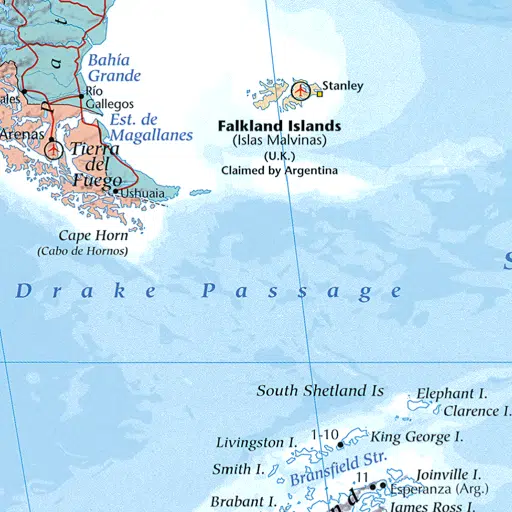 Pat
Bahía
Grande
ales
Río
Gallegos
Stanley
Est. de
Magallanes
Falkland Islands
(Islas Malvinas)
(U.K.)
Claimed by Argentina
Arenas
Tierra
del
Fuego
Ushuaia
Cape Horn
(Cabo de Hornos)
S
Drake Passage
South Shetland Is
Elephant I.
Clarence I.
1-10
King George I.
Livingston I.
Smith I.
Bransfield Str.
Joinville I.
11
Esperanza (Arg.)
Brabant I.
nd
James Ross I.